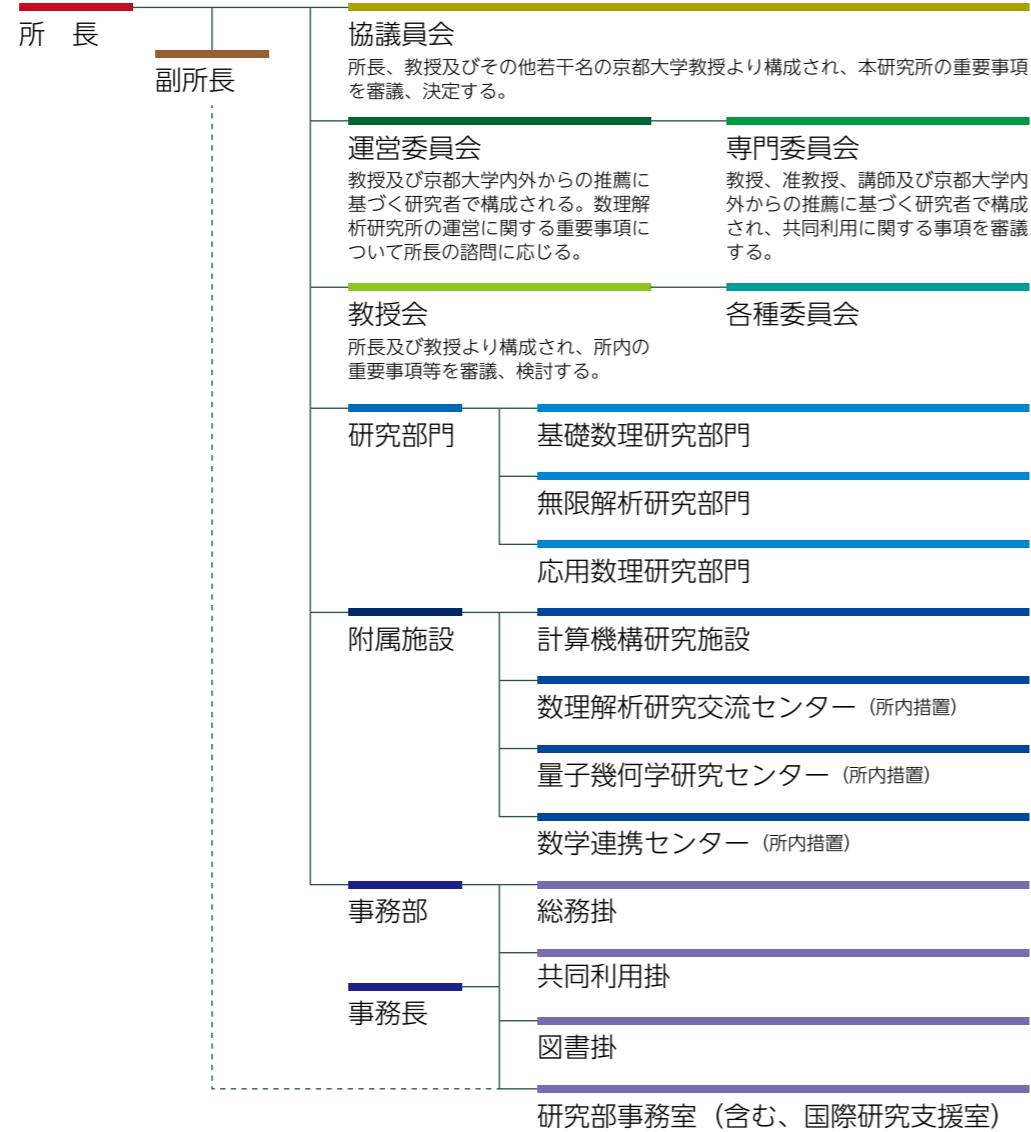 所　長
副所長
協議員会
所長、教授及びその他若干名の京都大学教授より構成され、本研究所の重要事項
を審議、決定する。
運営委員会
教授及び京都大学内外からの推薦に
基づく研究者で構成される。数理解
析研究所の運営に関する重要事項に
ついて所長の諮問に応じる。
専門委員会
教授、准教授、講師及び京都大学内
外からの推薦に基づく研究者で構成
され、共同利用に関する事項を審議
する。
教授会
所長及び教授より構成され、所内の
重要事項等を審議、検討する。
各種委員会
研究部門
基礎数理研究部門
無限解析研究部門
応用数理研究部門
附属施設
計算機構研究施設
数理解析研究交流センター（所内措置）
量子幾何学研究センター（所内措置）
数学連携センター（所内措置）
事務部
事務長
総務掛
共同利用掛
図書掛
研究部事務室（含む、国際研究支援室）